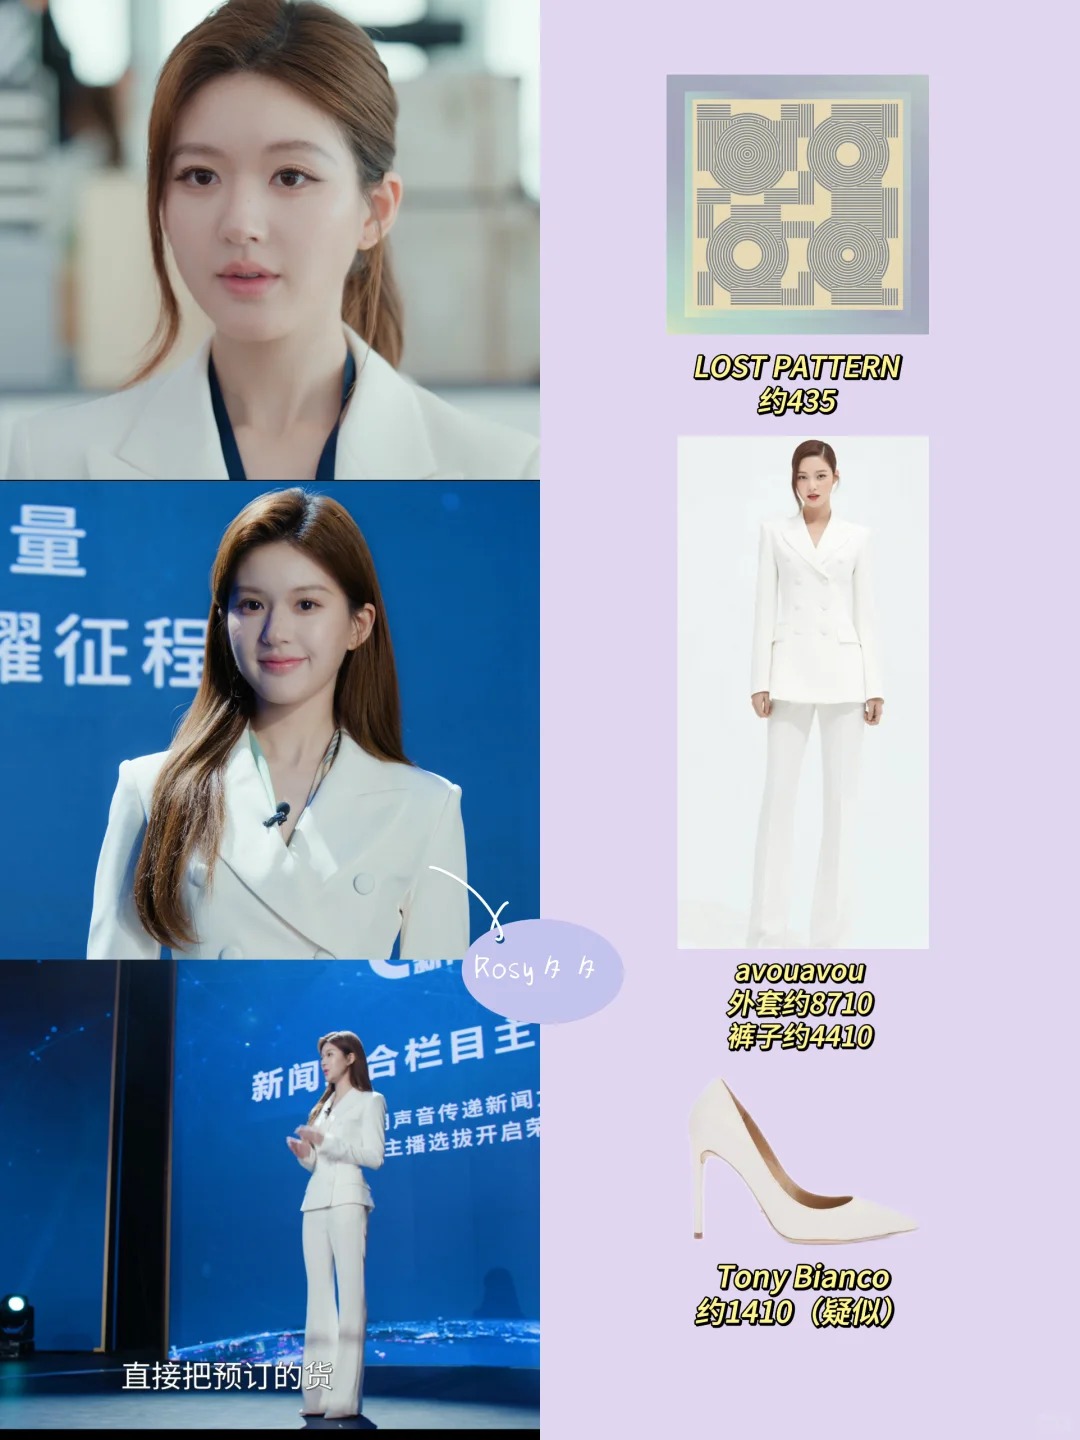 量
耀征程
新闻
合栏目主
声音传递新闻
主播选拔开启荣
直接把预订的货
Rosy夕夕
LOST PATTERN
约435
avouavou
外套约8710
裤子约4410
Tony Bianco
约1410（疑似）